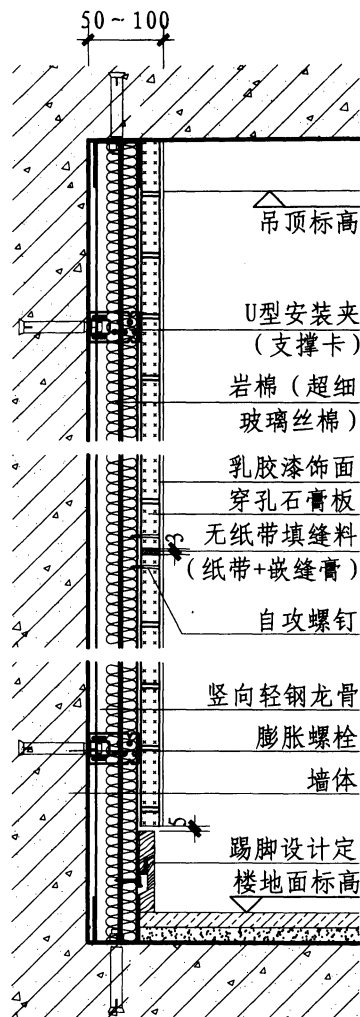 50~100
吊顶标高
U型安装夹
(支撑卡)
岩棉(超细
玻璃丝棉)
乳胶漆饰面
穿孔石膏板
3
无纸带填缝料
(纸带+嵌缝膏)
自攻螺钉
竖向轻钢龙骨
膨胀螺栓
墙体
5
踢脚设计定
楼地面标高